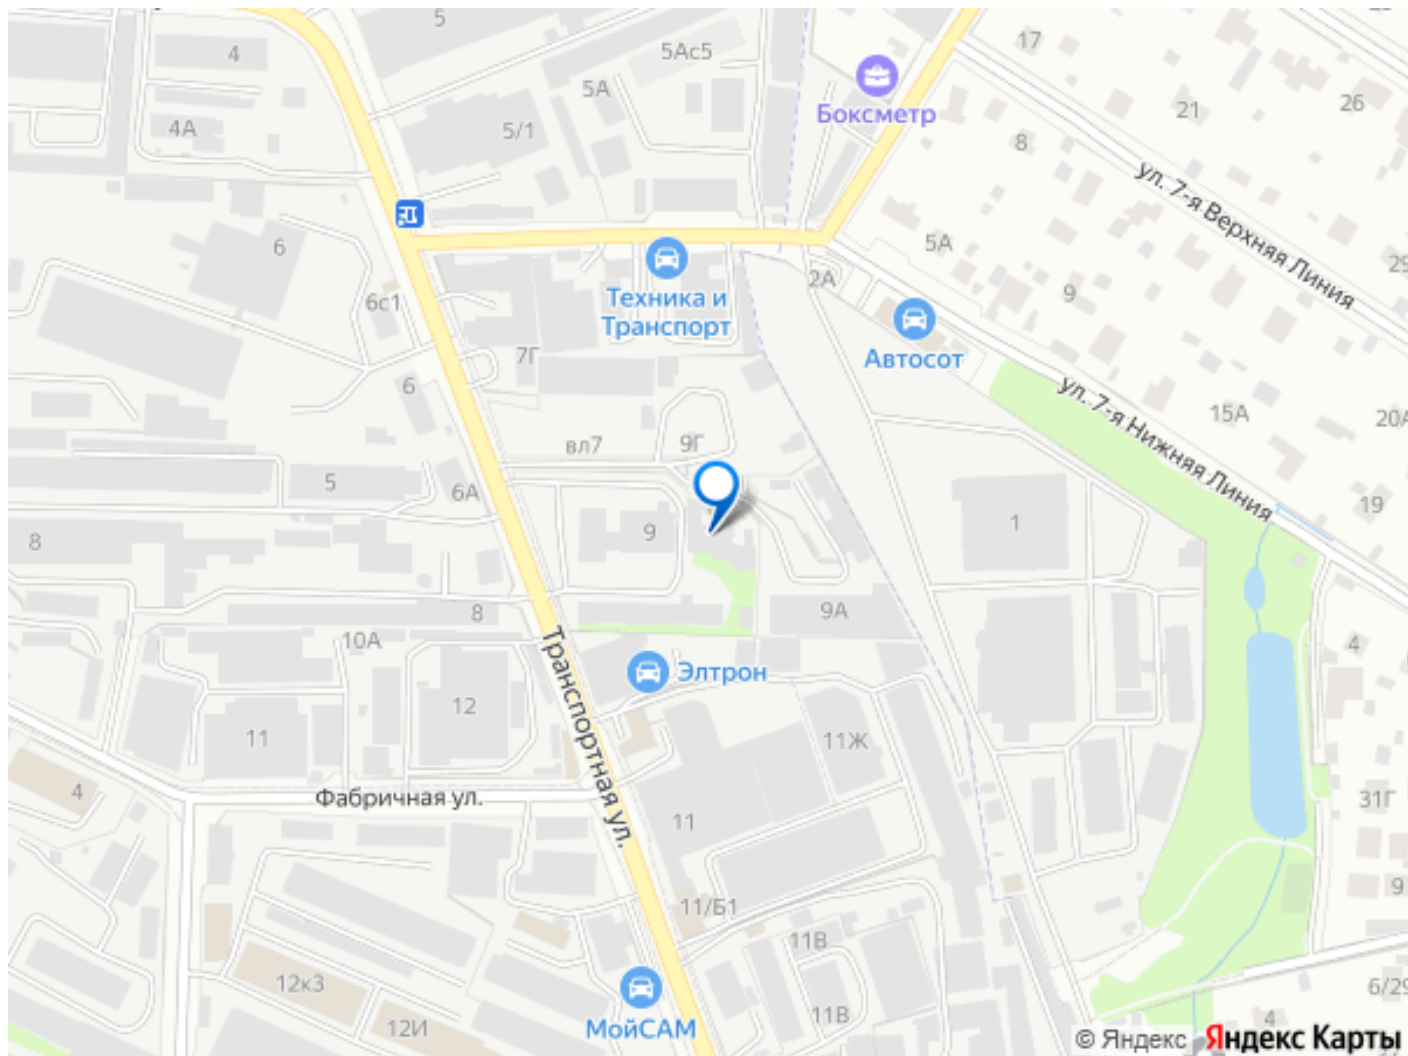 5
4
5Ас5
17
5А
Боксметр
21
26
4А
5/1
8
ул. 7-я Верхняя Линия
5А
6
29
2А
9
6с1
Техника и
Транспорт
Автосот
7Г
6
ул. 7-я Нижняя Линия
15А
20А
вл7
9Г
5
6А
19
1
9
8
8
9А
10А
4
Элтрон
12
Транспортная ул.
11
11Ж
4
Фабричная ул.
31Г
11
9
11/Б1
11В
12к3
6/29
МойСАМ
12И
11В
4
© Яндекс Яндекс Карты